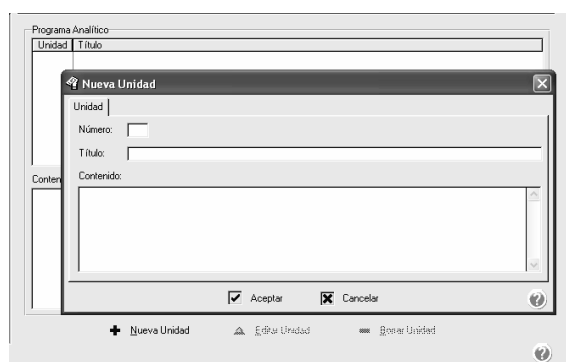 Programa Analítico
Unidad Título
Nueva Unidad
Unidad
Número:
Título:
Contenido:
Conten
Aceptar Cancelar
Nueva Unidad Editar Unidad Borrar Unidad